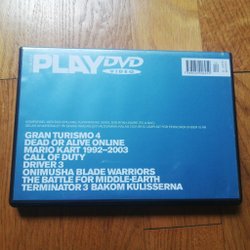 PLAY DVD
VIDEO
GRAN TURISMO 4
DEAD OR ALIVE ONLINE
MARIO KART 1992–2003
CALL OF DUTY
DRIVER 3
ONIMUSHA BLADE WARRIORS
THE BATTLE FOR MIDDLE-EARTH
TERMINATOR 3 BAKOM KULISSERNA